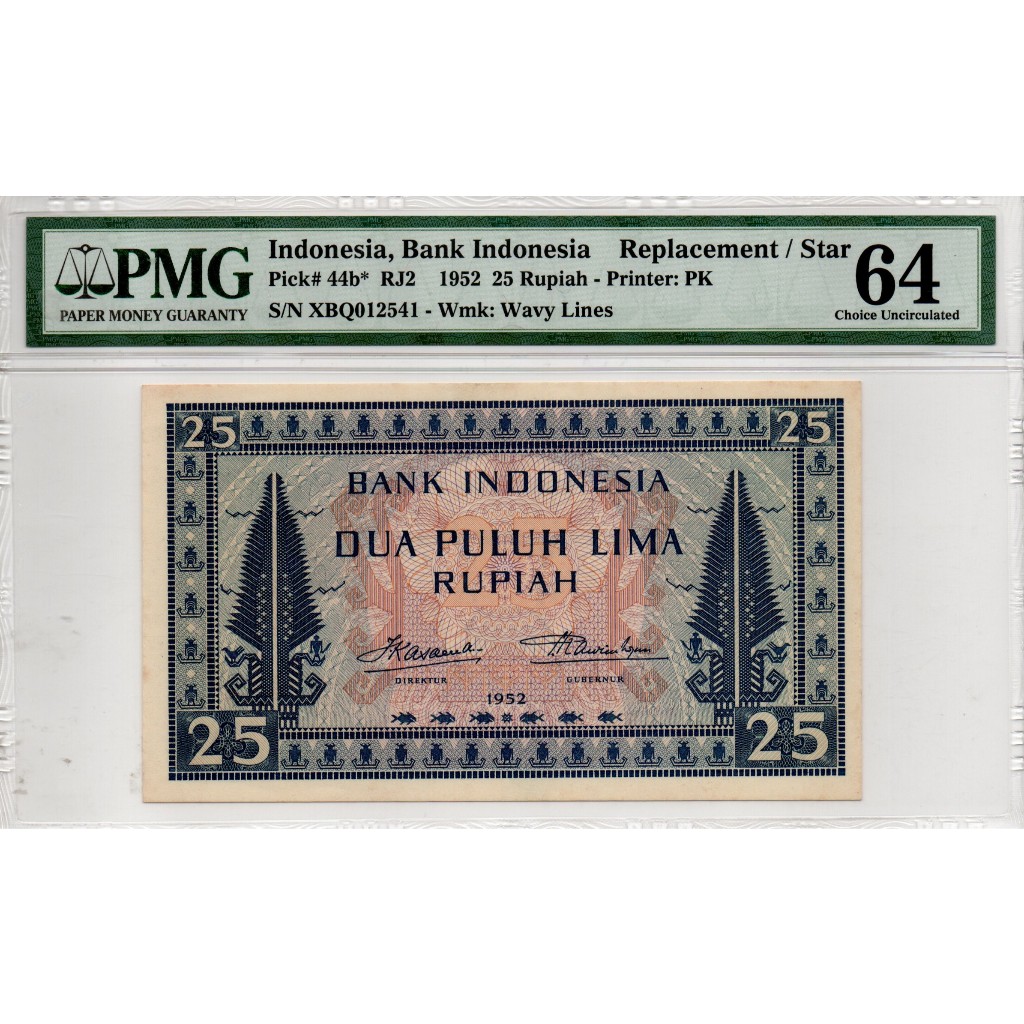 PMG
PAPER MONEY GUARANTY
Indonesia, Bank Indonesia Replacement / Star
Pick# 44b* RJ2 1952 25 Rupiah - Printer: PK
S/N XBQ012541 - Wmk: Wavy Lines
64
Choice Uncirculated
25 25
BANK INDONESIA
DUA PULUH LIMA
RUPIAH
25
DIREKTUR GUBERNUR
1952
25 25